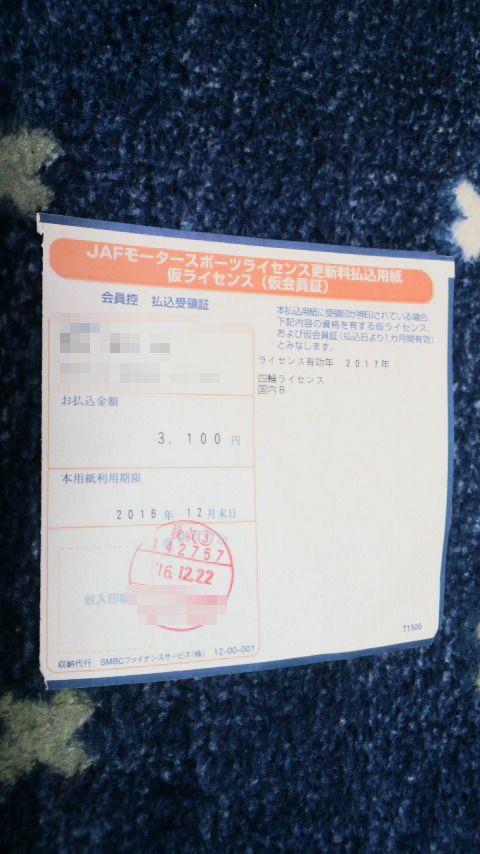 JAFモータースポーツライセンス更新料払込用紙
仮ライセンス（仮会員証）
会員控　払込受領証
お払込金額
3,100 円
本用紙利用期限
2016年 12月末日
検収③
142757
'16.12.22
収入印
収納代行　SMBCファイナンスサービス（株）　12-00-001
本払込用紙に受領印が押印されている場合、
下記内容の資格を有する仮ライセンス、
および仮会員証（払込日より1カ月間有効）
とみなします。
ライセンス有効年　2017年
四輪ライセンス
国内B
T1505